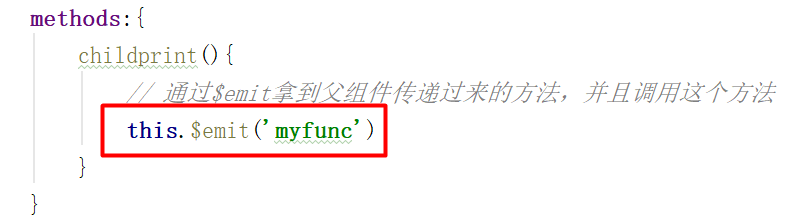 methods:{
childprint(){
// 通过$emit拿到父组件传递过来的方法，并且调用这个方法
this.$emit('myfunc')
}
}